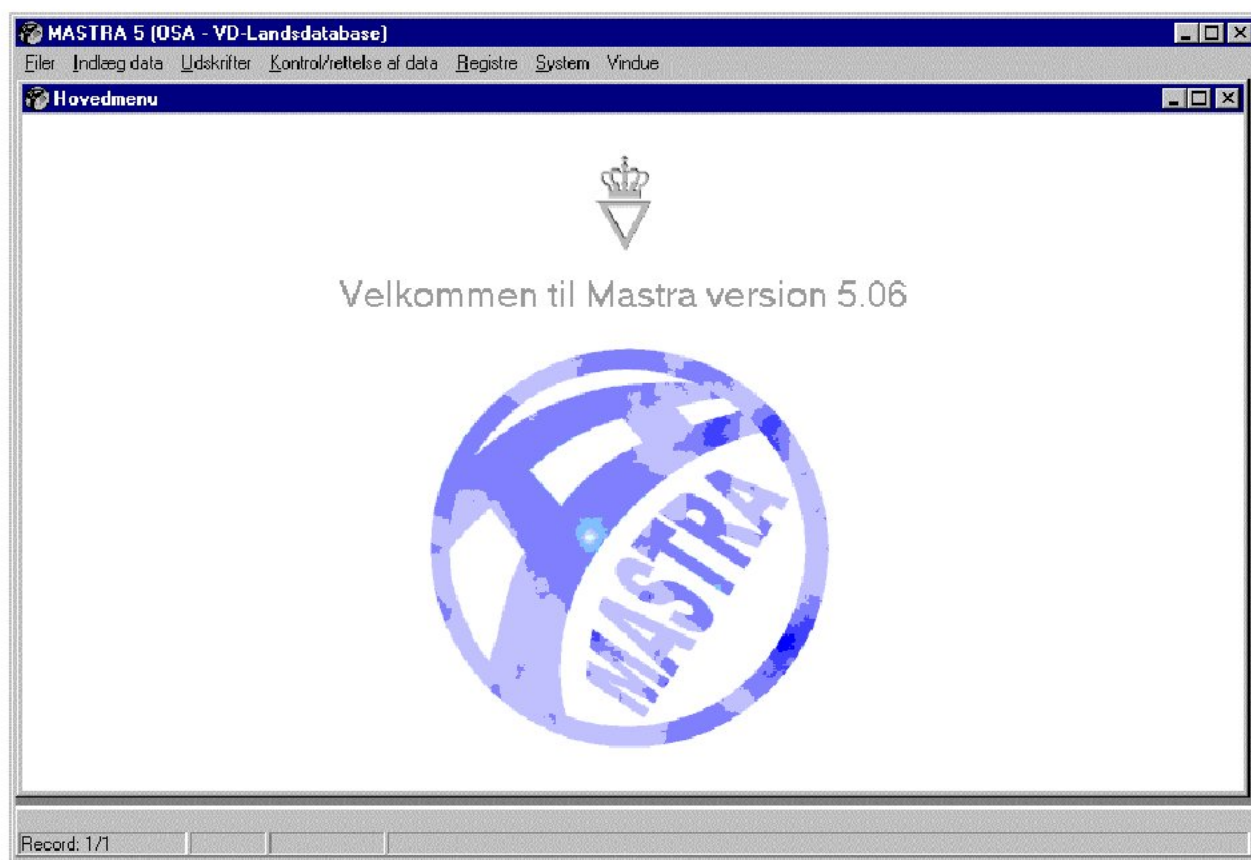 MASTRA 5 (OSA - VD-Landsdatabase)
Filer Indlæg data Udskrifter Kontrol/rettelse af data Registre System Vindue
Hovedmenu
Velkommen til Mastra version 5.06
MASTRA
Record: 1/1